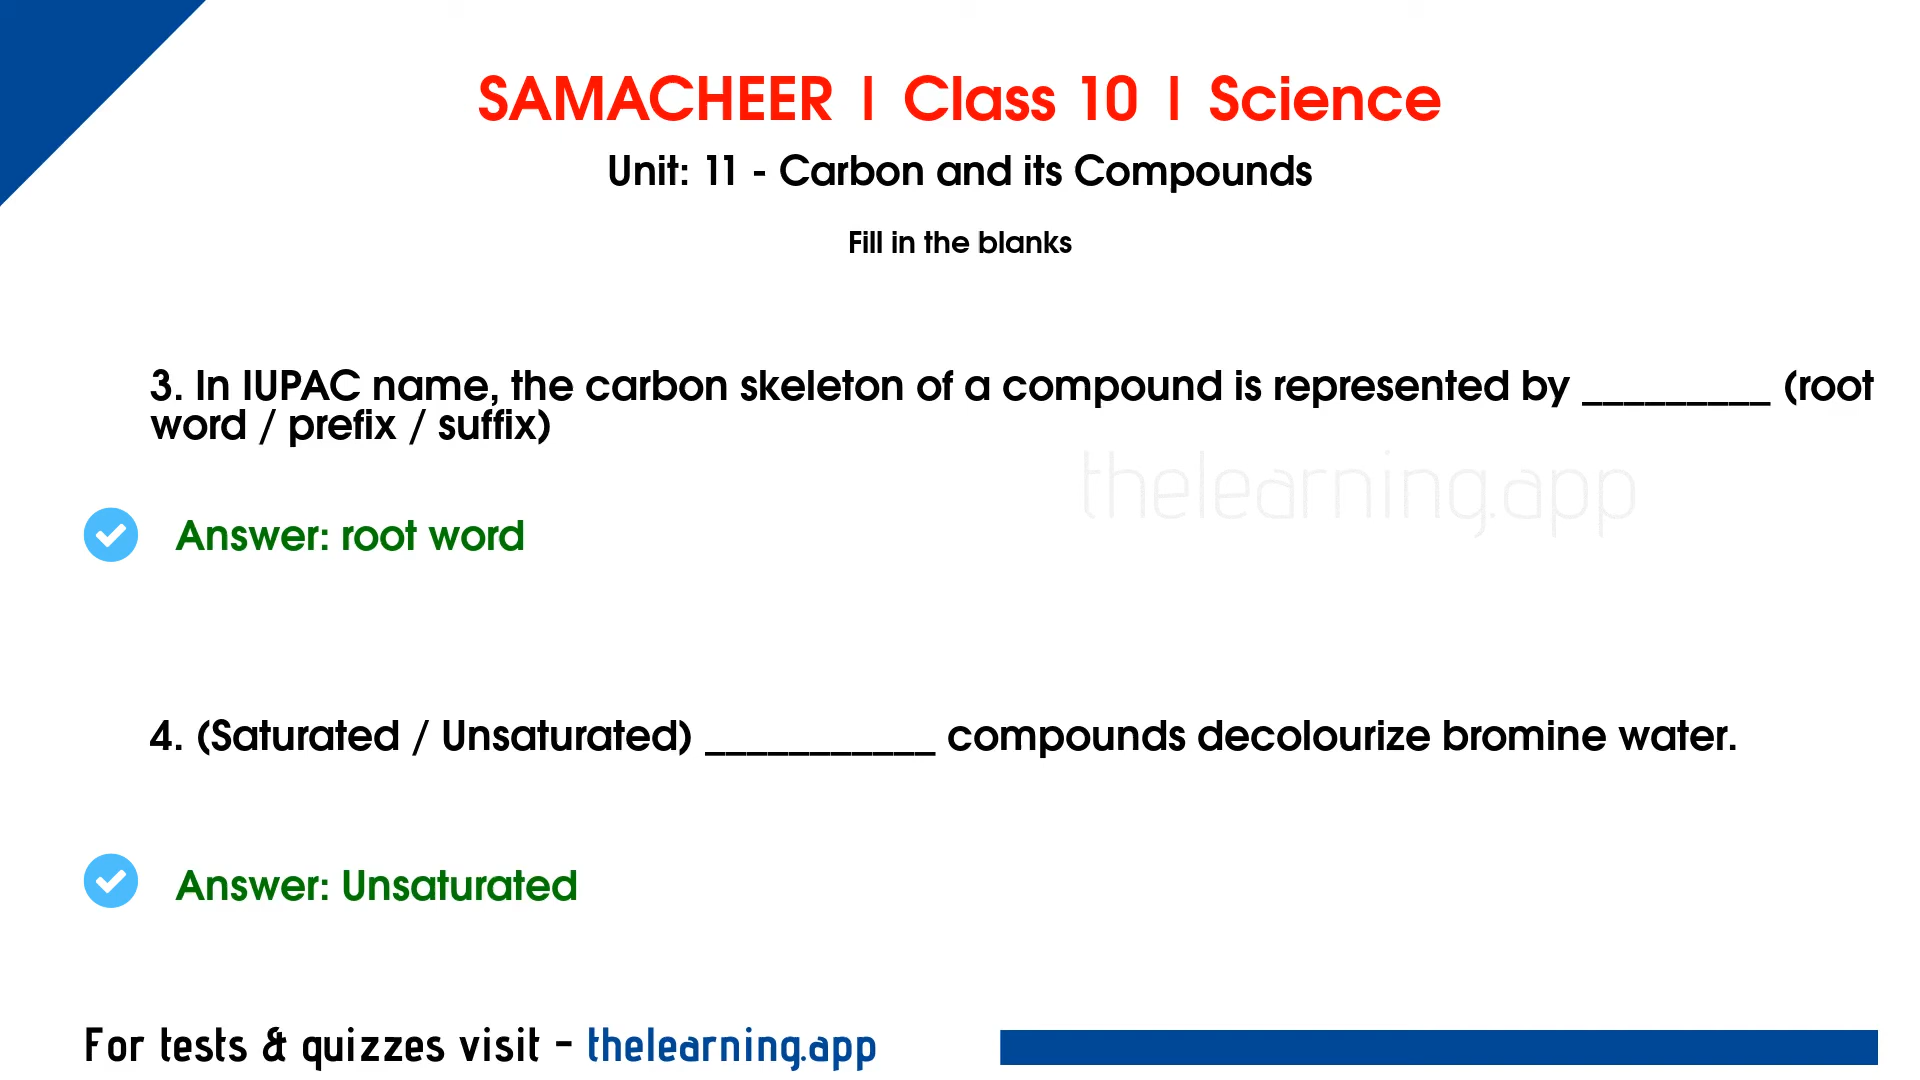 SAMACHEER | Class 10 | Science
Unit: 11 - Carbon and its Compounds
Fill in the blanks
3. In IUPAC name, the carbon skeleton of a compound is represented by _________ (root
word / prefix / suffix)
thelearning.app
Answer: root word
4. (Saturated / Unsaturated) ___________ compounds decolourize bromine water.
Answer: Unsaturated
For tests & quizzes visit - thelearning.app